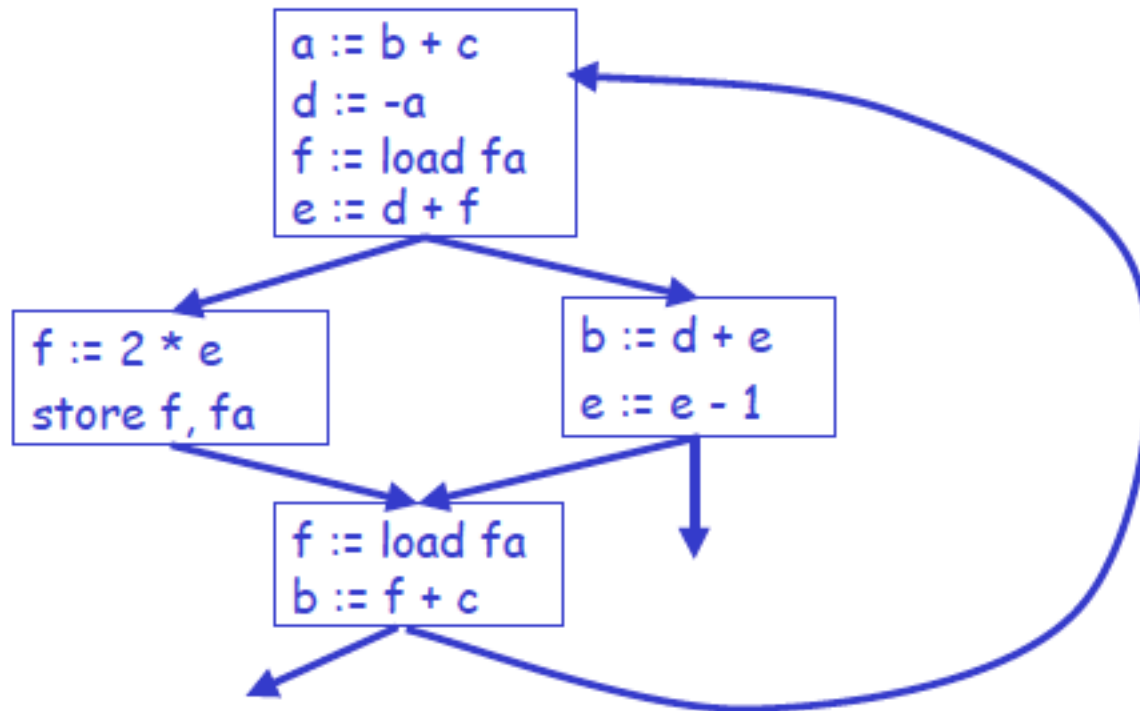 a := b + c
d := -a
f := load fa
e := d + f
f := 2 * e
store f, fa
b := d + e
e := e - 1
f := load fa
b := f + c